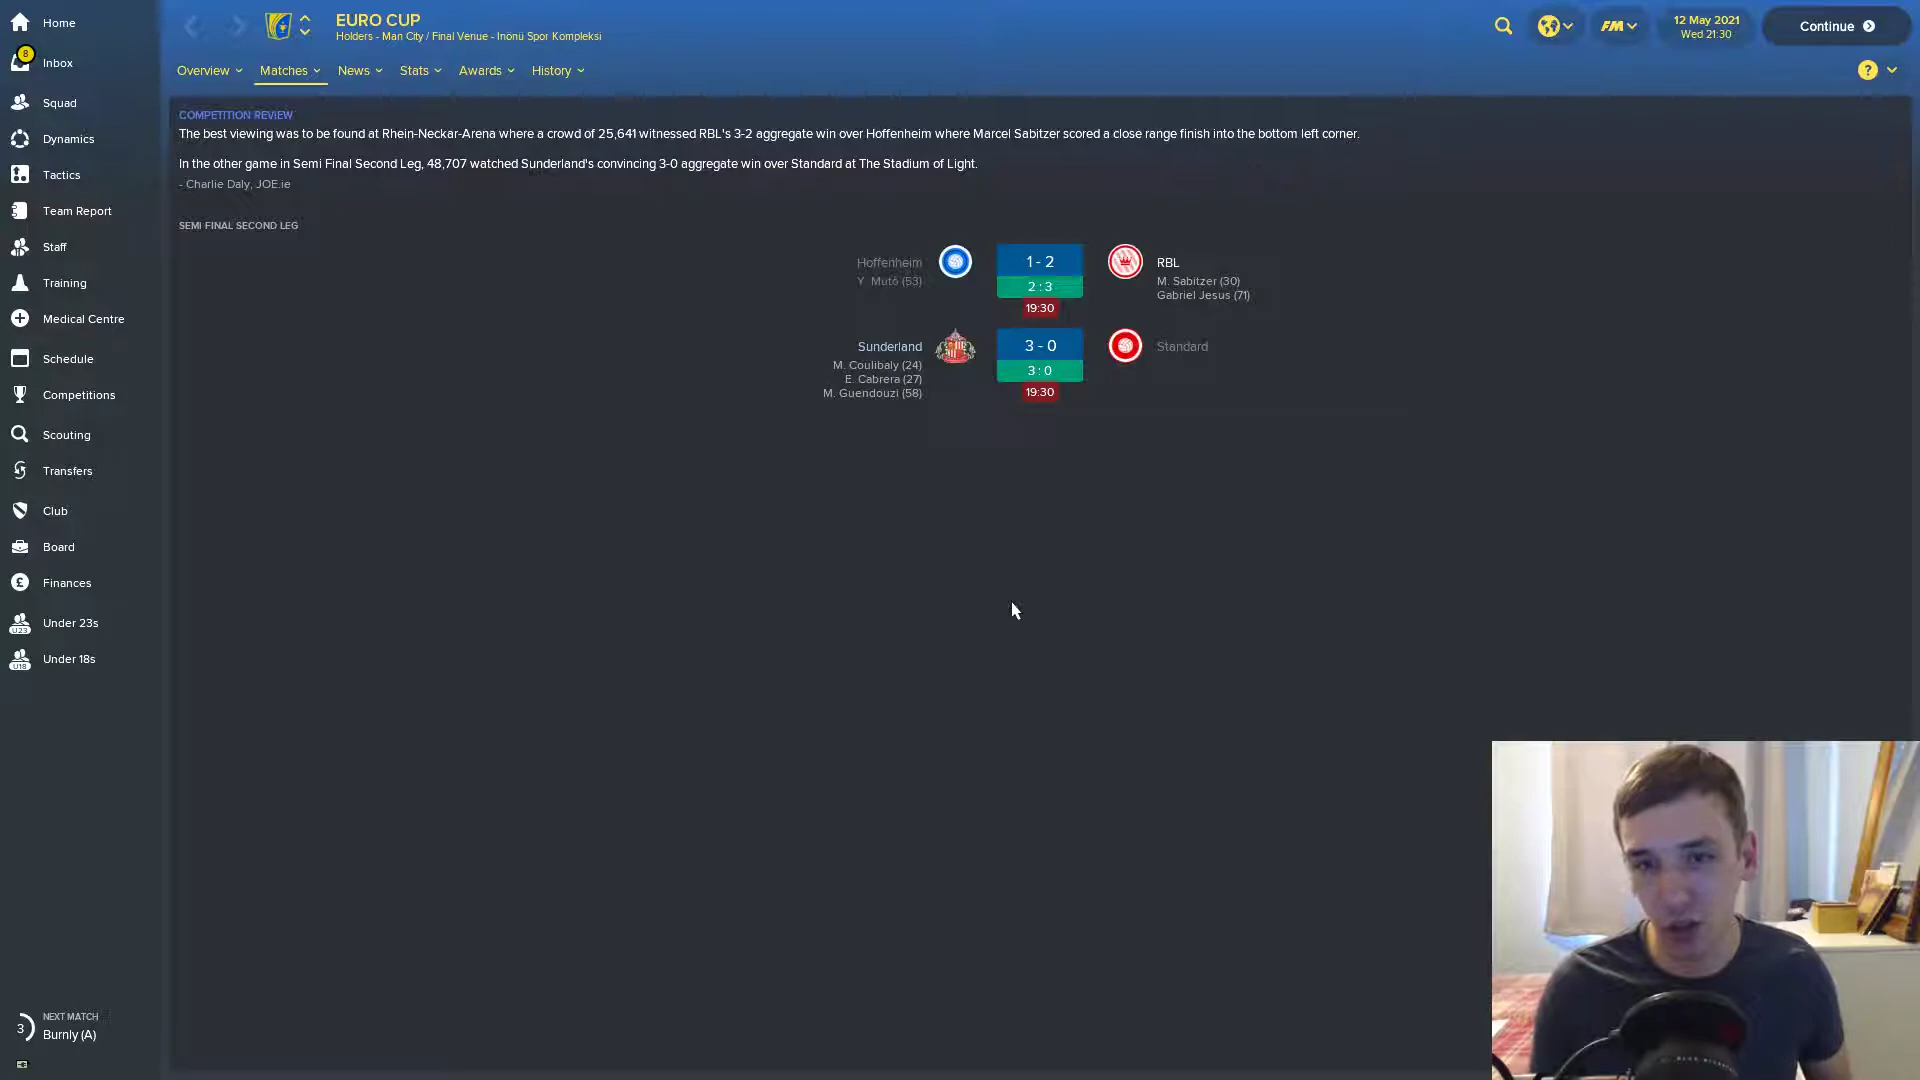 Home
8
Inbox
Squad
Dynamics
Tactics
Team Report
Staff
Training
Medical Centre
Schedule
Competitions
Scouting
Transfers
Club
Board
Finances
U23
Under 23s
U18
Under 18s
3
NEXT MATCH
Burnly (A)
EURO CUP
Holders - Man City / Final Venue - İnönü Spor Kompleksi
FM
12 May 2021
Wed 21:30
Continue
Overview
Matches
News
Stats
Awards
History
?
COMPETITION REVIEW
The best viewing was to be found at Rhein-Neckar-Arena where a crowd of 25,641 witnessed RBL's 3-2 aggregate win over Hoffenheim where Marcel Sabitzer scored a close range finish into the bottom left corner.
In the other game in Semi Final Second Leg, 48,707 watched Sunderland's convincing 3-0 aggregate win over Standard at The Stadium of Light.
- Charlie Daly, JOE.ie
SEMI FINAL SECOND LEG
Hoffenheim
Y Mutō (53)
1 - 2
2 : 3
19:30
RBL
M. Sabitzer (30)
Gabriel Jesus (71)
Sunderland
M. Coulibaly (24)
E. Cabrera (27)
M. Guendouzi (58)
3 - 0
3 : 0
19:30
Standard